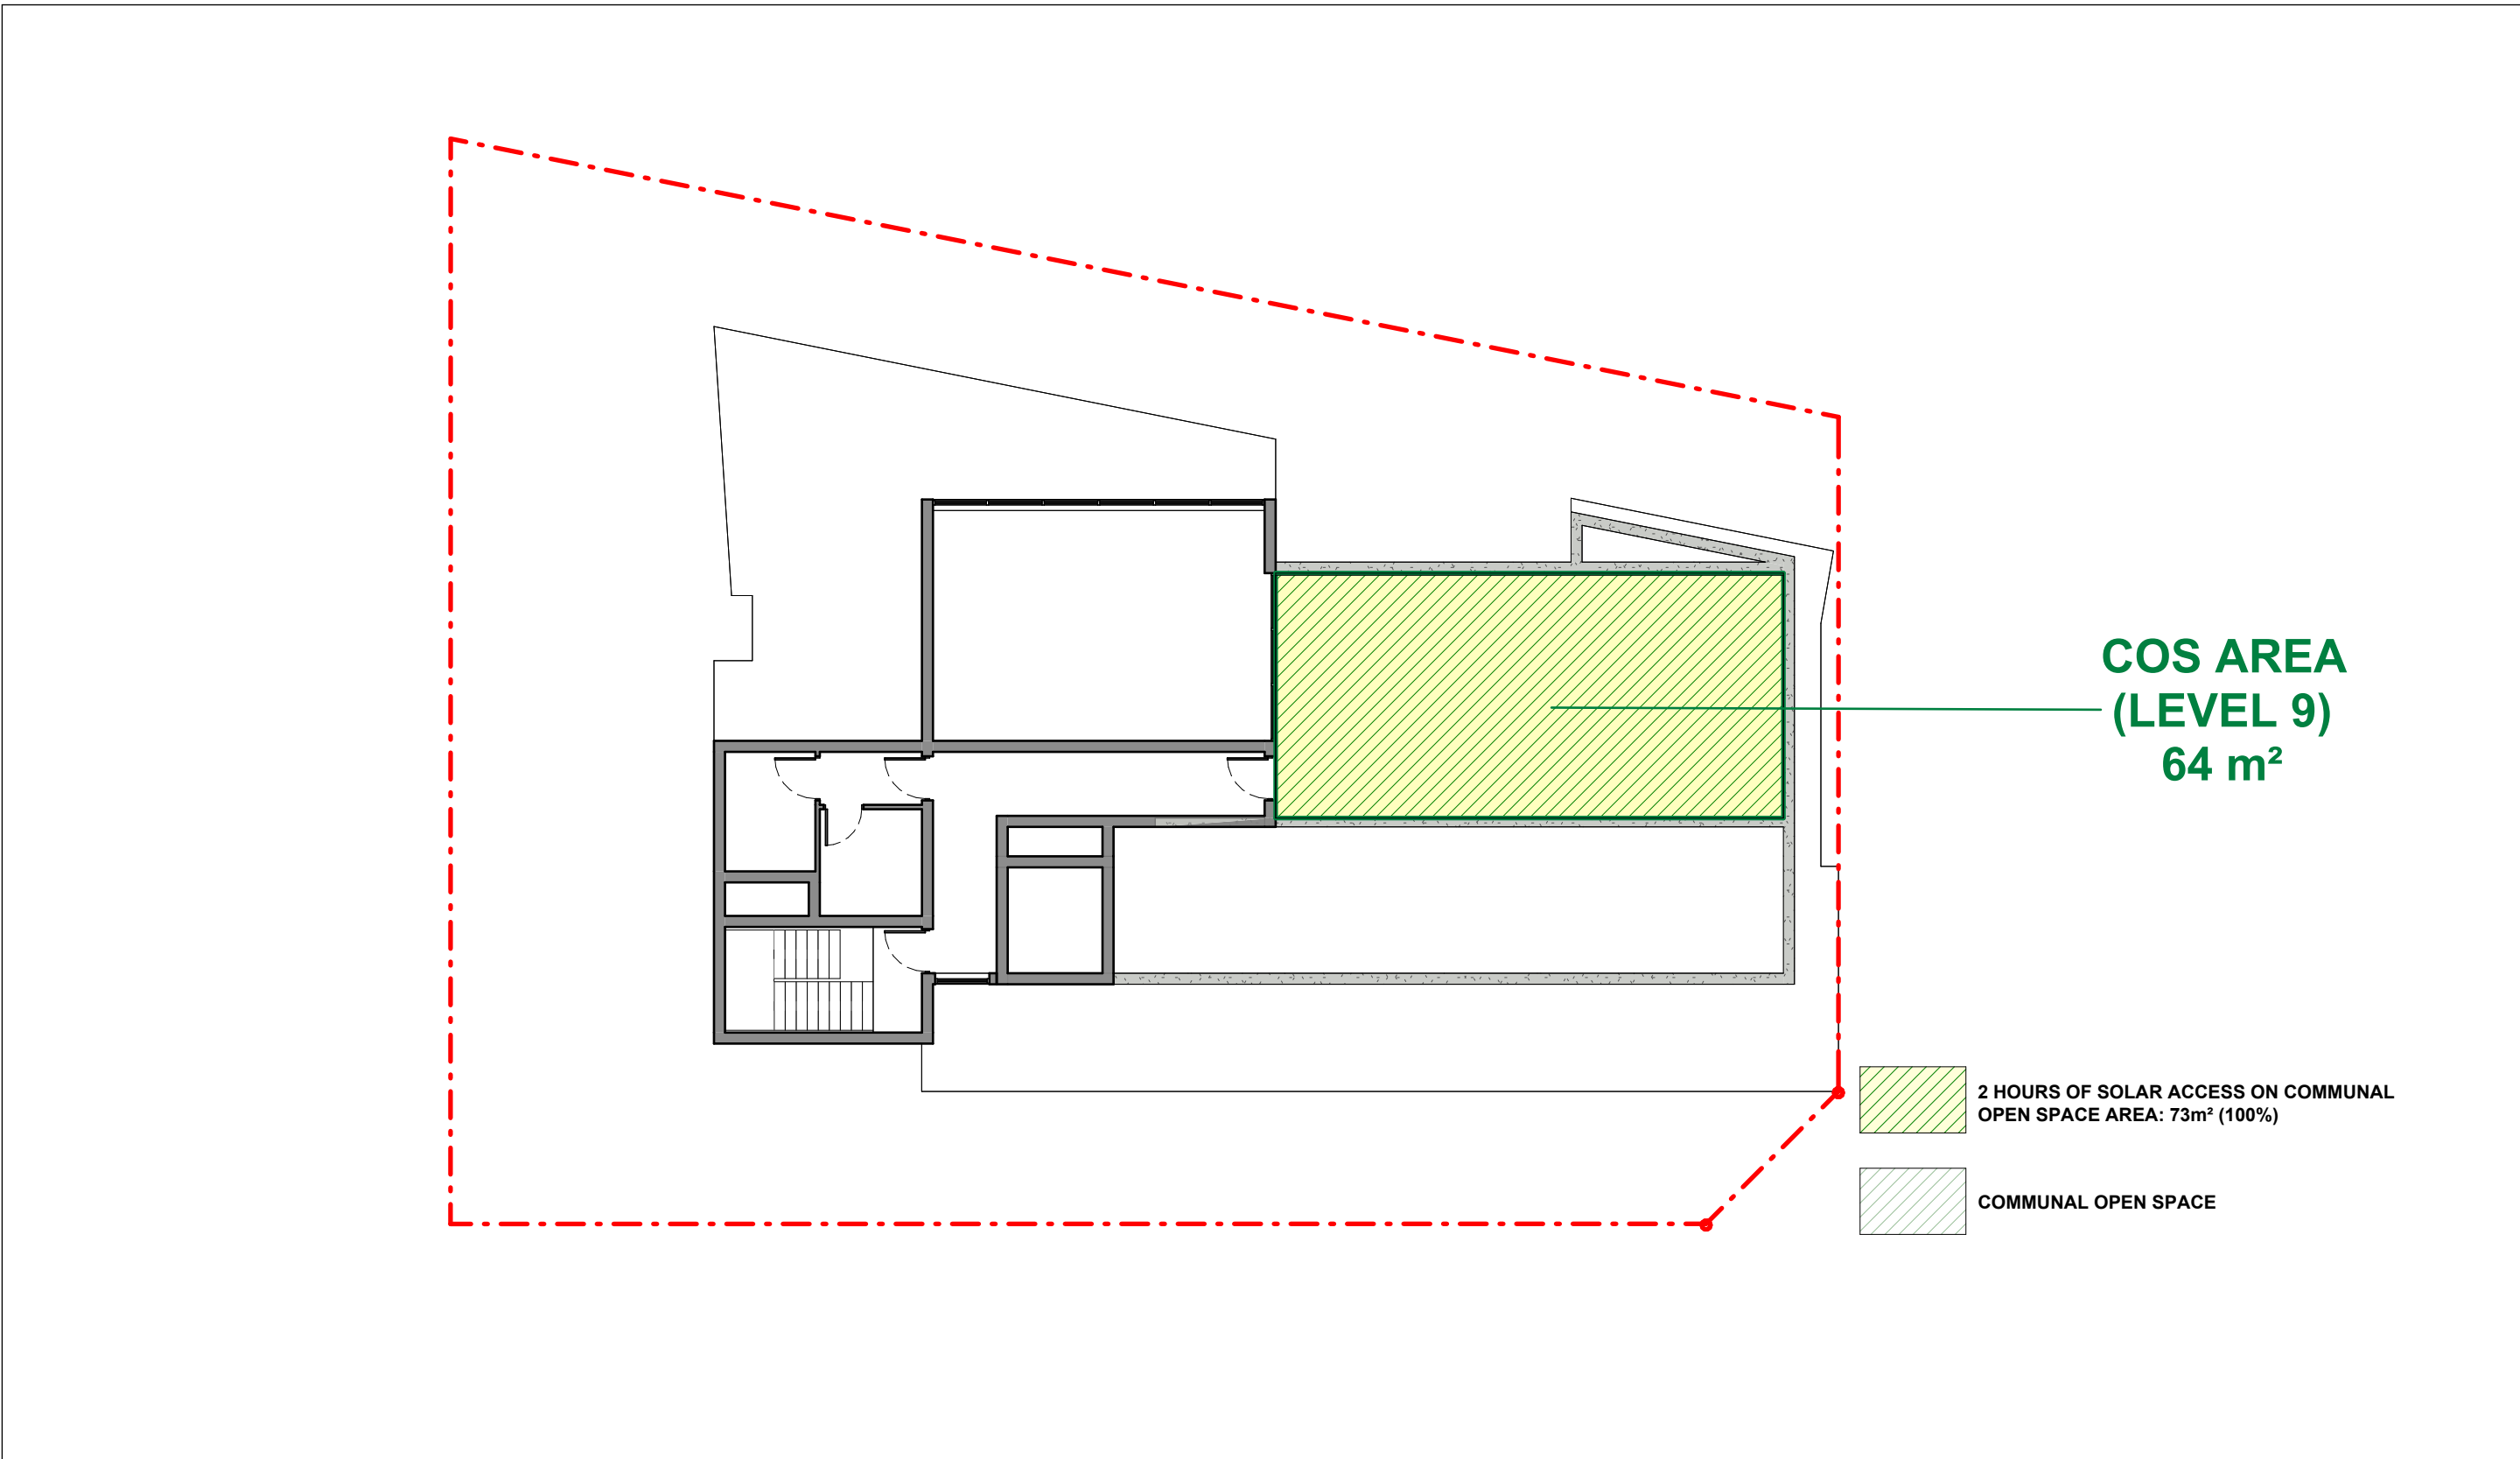 COS AREA
(LEVEL 9)
64 m²
2 HOURS OF SOLAR ACCESS ON COMMUNAL
OPEN SPACE AREA: 73m² (100%)
COMMUNAL OPEN SPACE